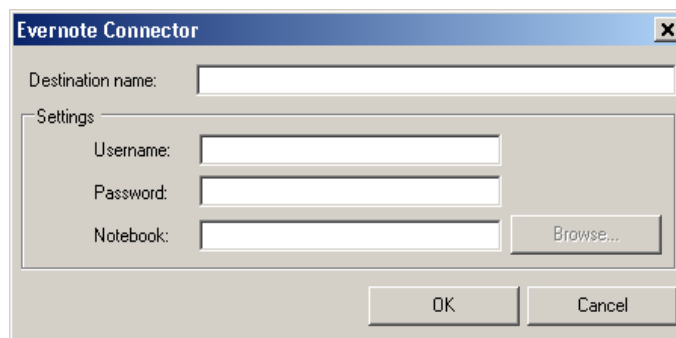 Evernote Connector
Destination name:
Settings
Username:
Password:
Notebook:
Browse...
OK Cancel